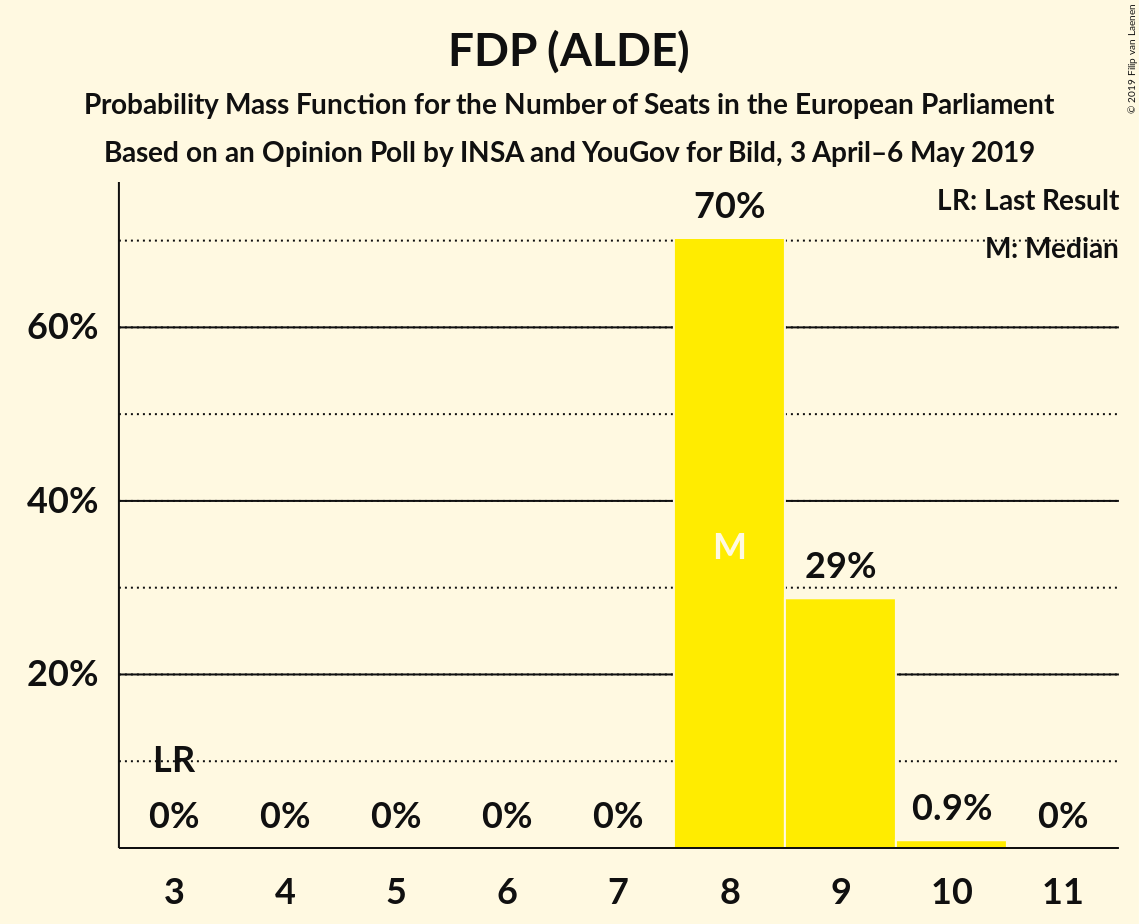 FDP (ALDE)
Probability Mass Function for the Number of Seats in the European Parliament
Based on an Opinion Poll by INSA and YouGov for Bild, 3 April–6 May 2019
© 2019 Filip van Laenen
LR: Last Result
M: Median
70%
60%
40%
M
29%
20%
LR
0% 0% 0% 0% 0% 0.9% 0%
3 4 5 6 7 8 9 10 11